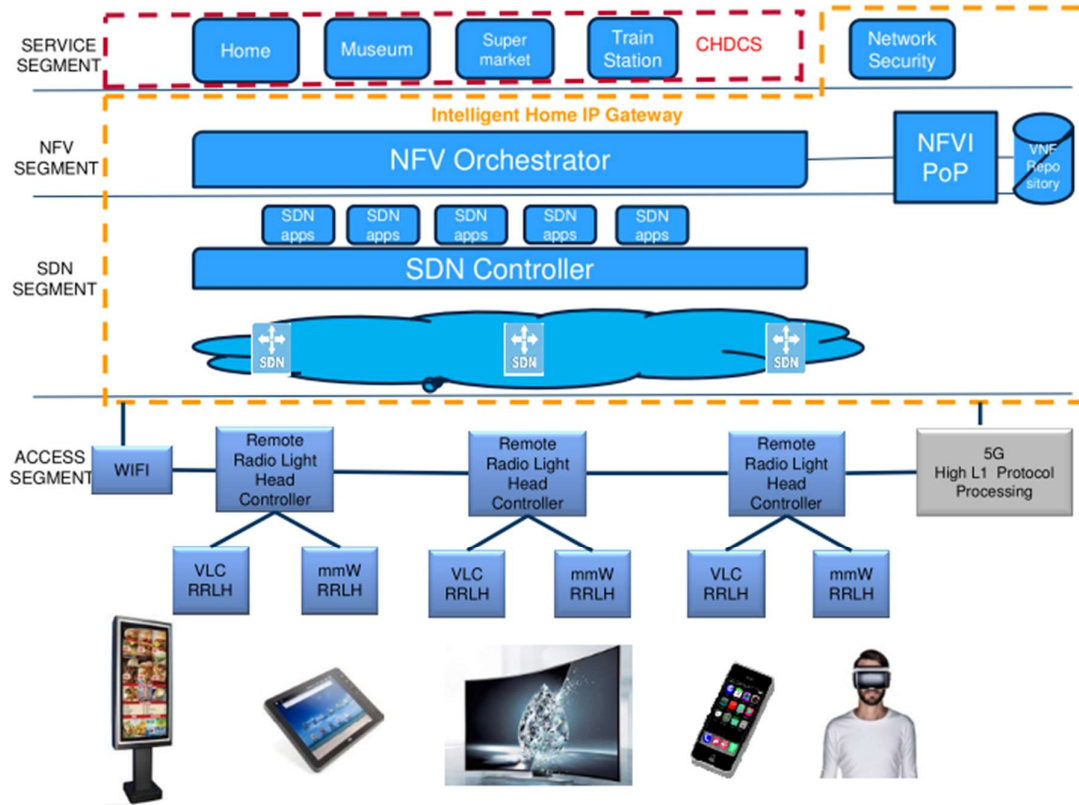 SERVICE
SEGMENT
Home
Museum
Super
market
Train
Station
CHDCS
Network
Security
Intelligent Home IP Gateway
NFV
SEGMENT
NFV Orchestrator
NFVI
PoP
VNF
Repo
sitory
SDN
apps
SDN
apps
SDN
apps
SDN
apps
SDN
apps
SDN
SEGMENT
SDN Controller
SDN
SDN
SDN
ACCESS
SEGMENT
WIFI
Remote
Radio Light
Head
Controller
Remote
Radio Light
Head
Controller
Remote
Radio Light
Head
Controller
5G
High L1 Protocol
Processing
VLC
RRLH
mmW
RRLH
VLC
RRLH
mmW
RRLH
VLC
RRLH
mmW
RRLH